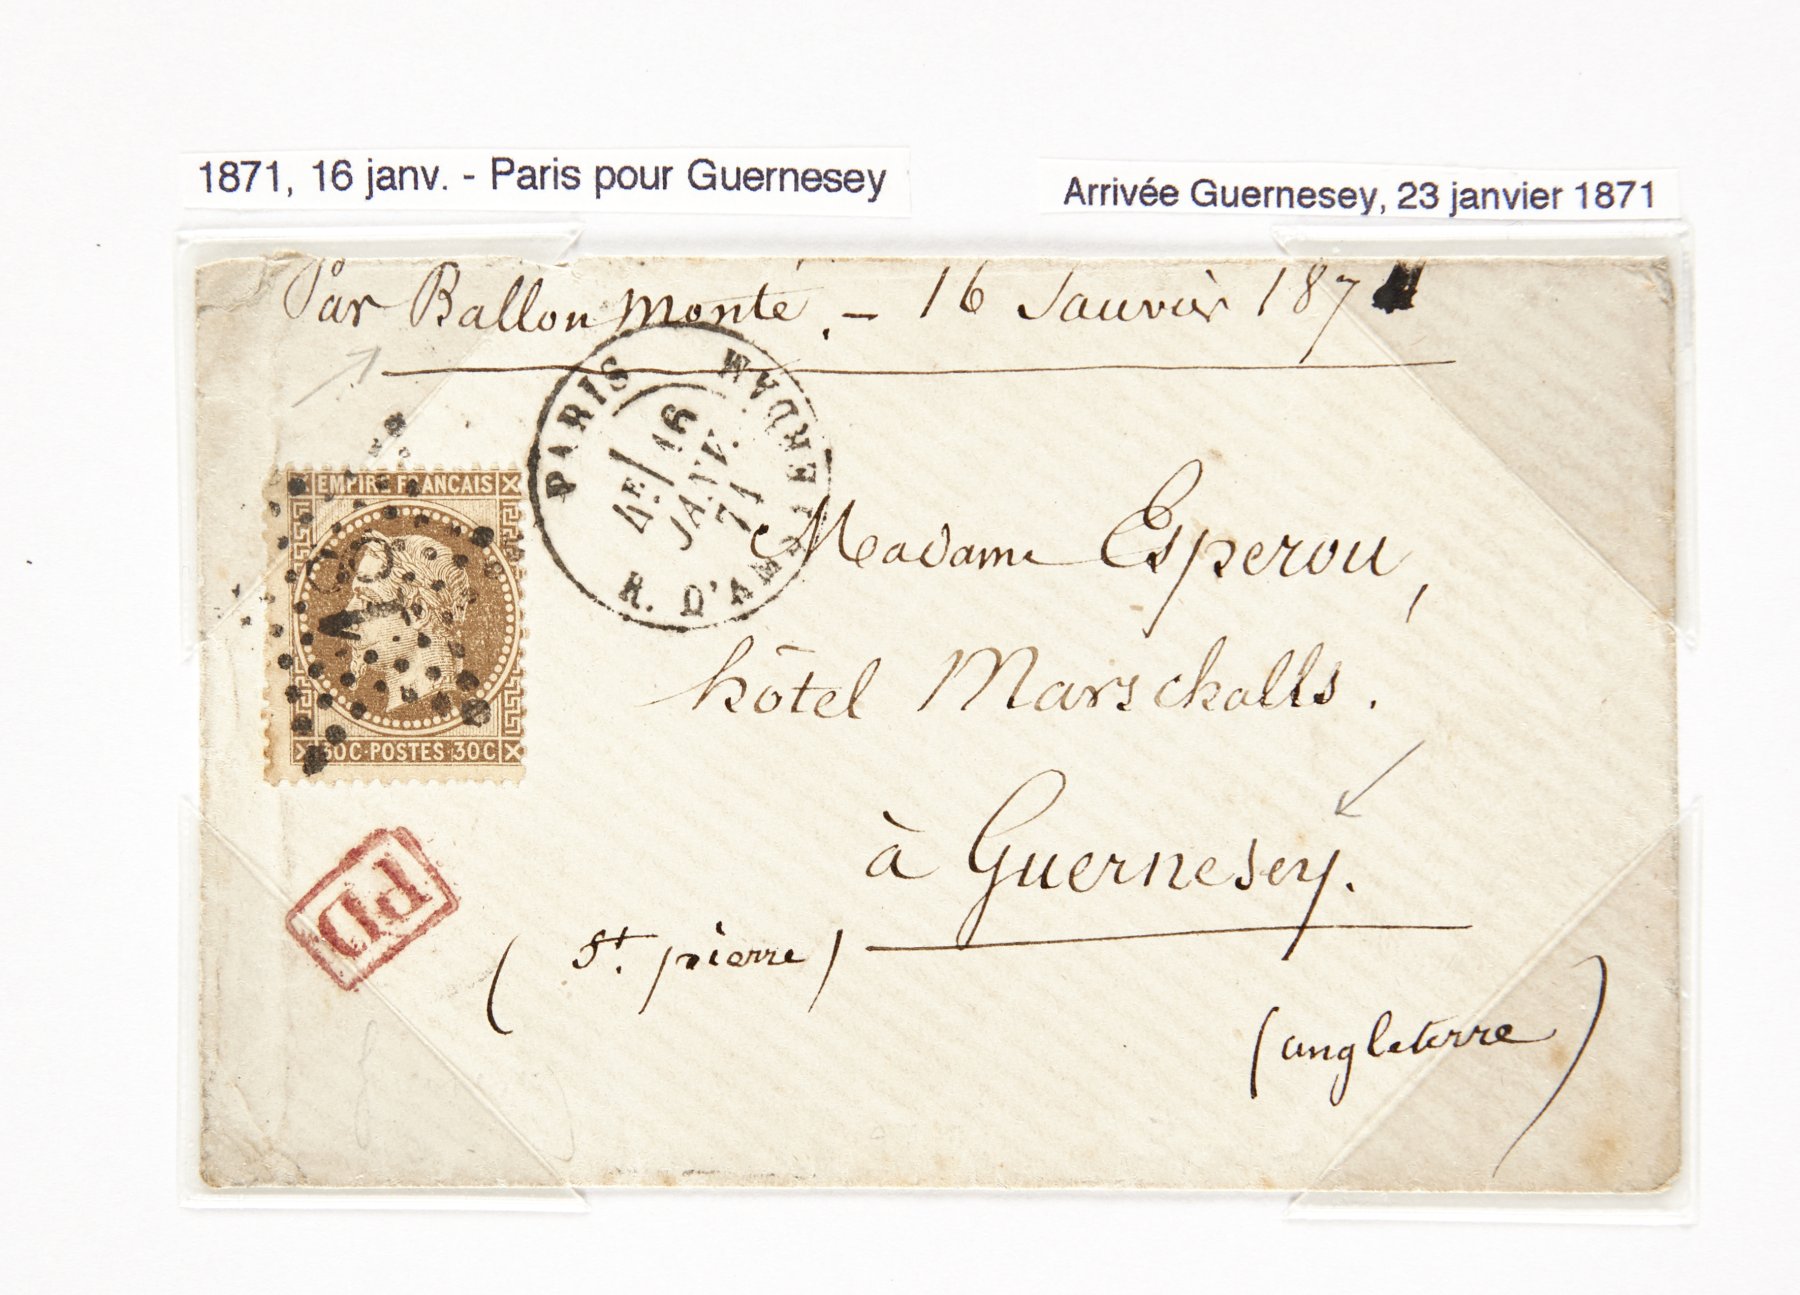 1871, 16 janv. - Paris pour Guernesey
Arrivée Guernesey, 23 janvier 1871
Par Ballon monté. - 16 Janvier 1871
PARIS R. D'AMSTERDAM
4E/ 16
JANV.
71
EMPIRE FRANCAIS
30C·POSTES 30C
Madame Esperou,
hôtel Marschalls.
à Guernesey.
PD
(St. pierre)
(angleterre)